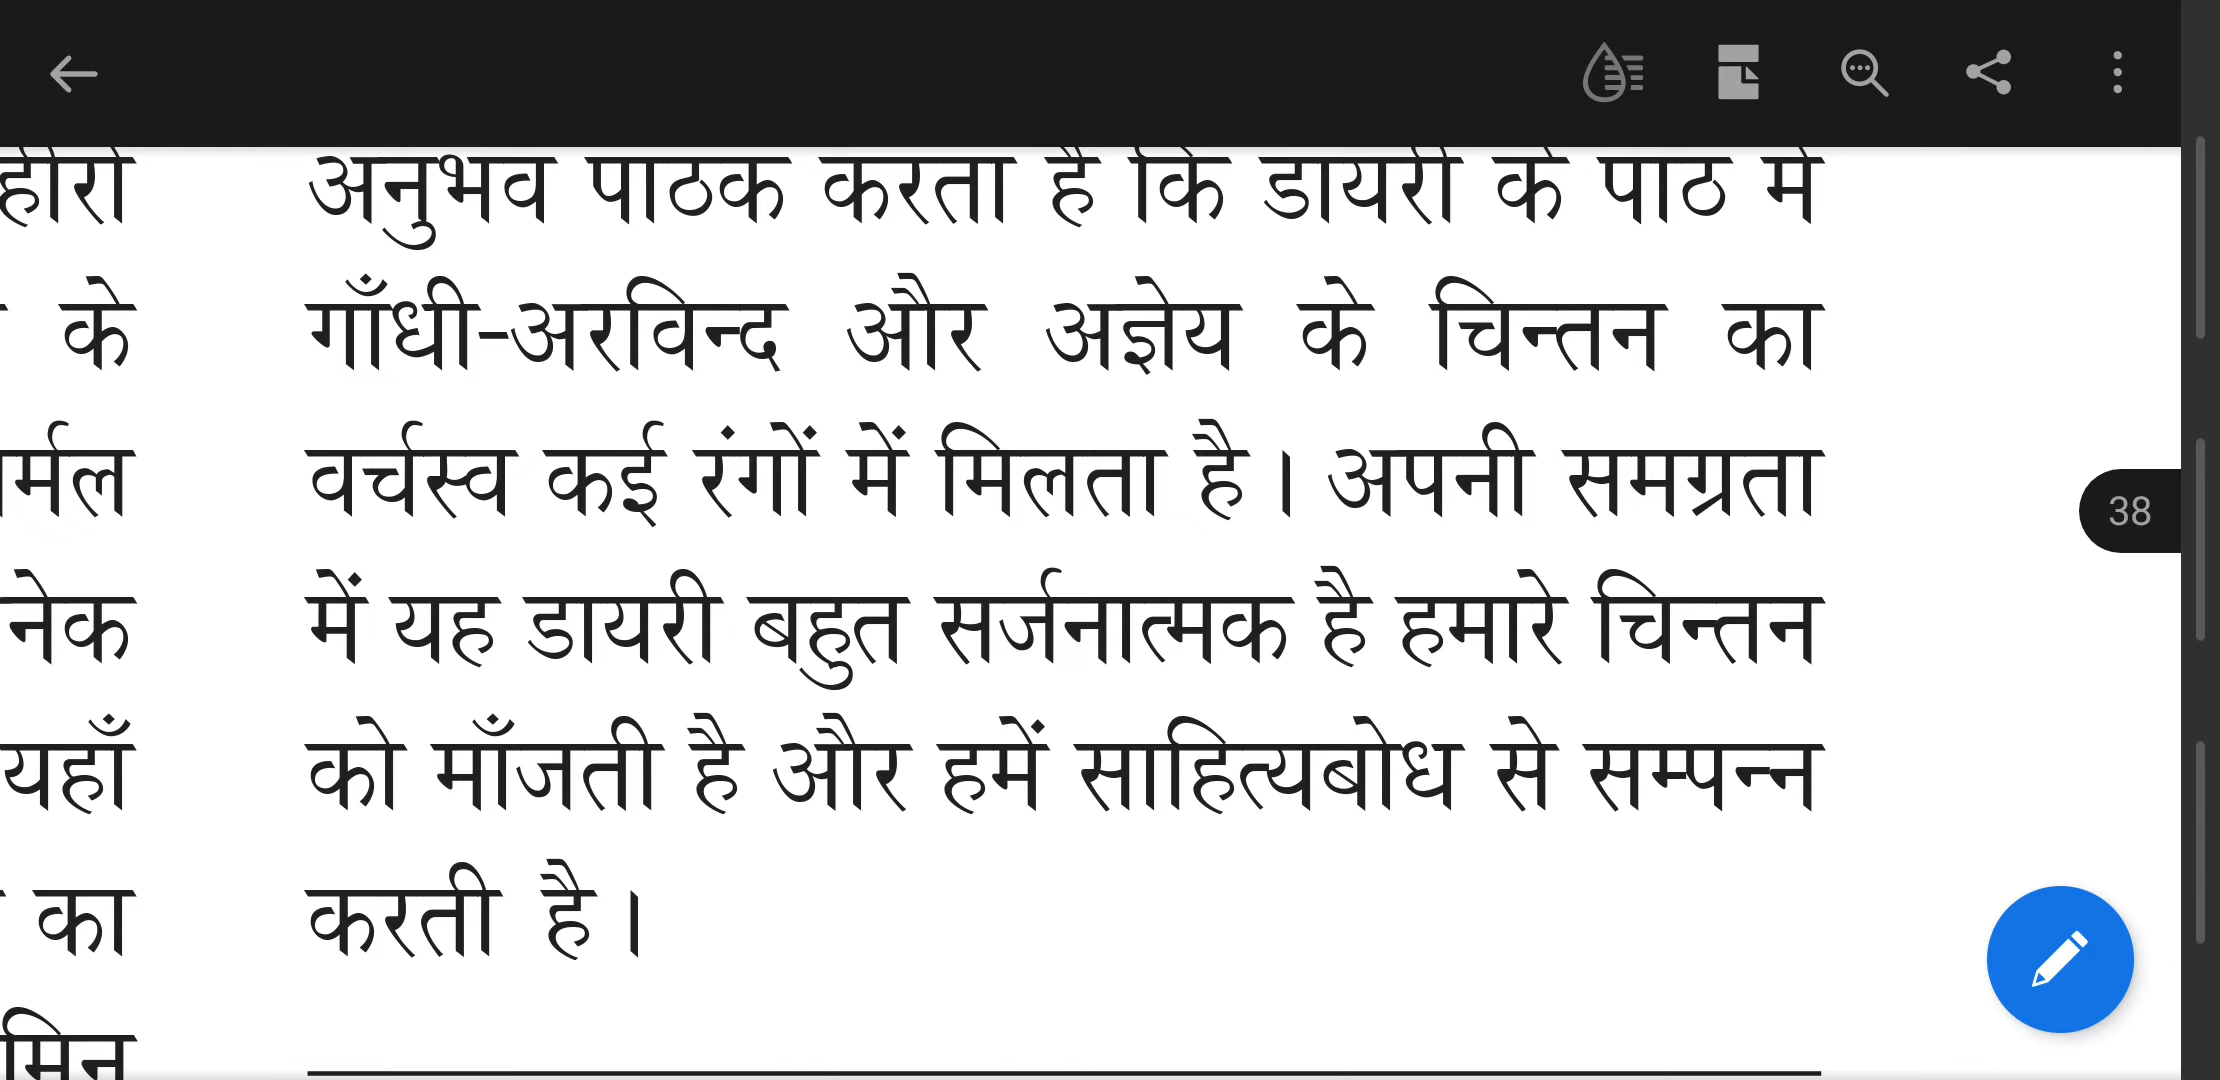 अनुभव पाठक करता है कि डायरी के पाठ में
गाँधी-अरविन्द और अज्ञेय के चिन्तन का
वर्चस्व कई रंगों में मिलता है। अपनी समग्रता
में यह डायरी बहुत सर्जनात्मक है हमारे चिन्तन
को माँजती है और हमें साहित्यबोध से सम्पन्न
करती है।
के
नेक
यहाँ
का
38